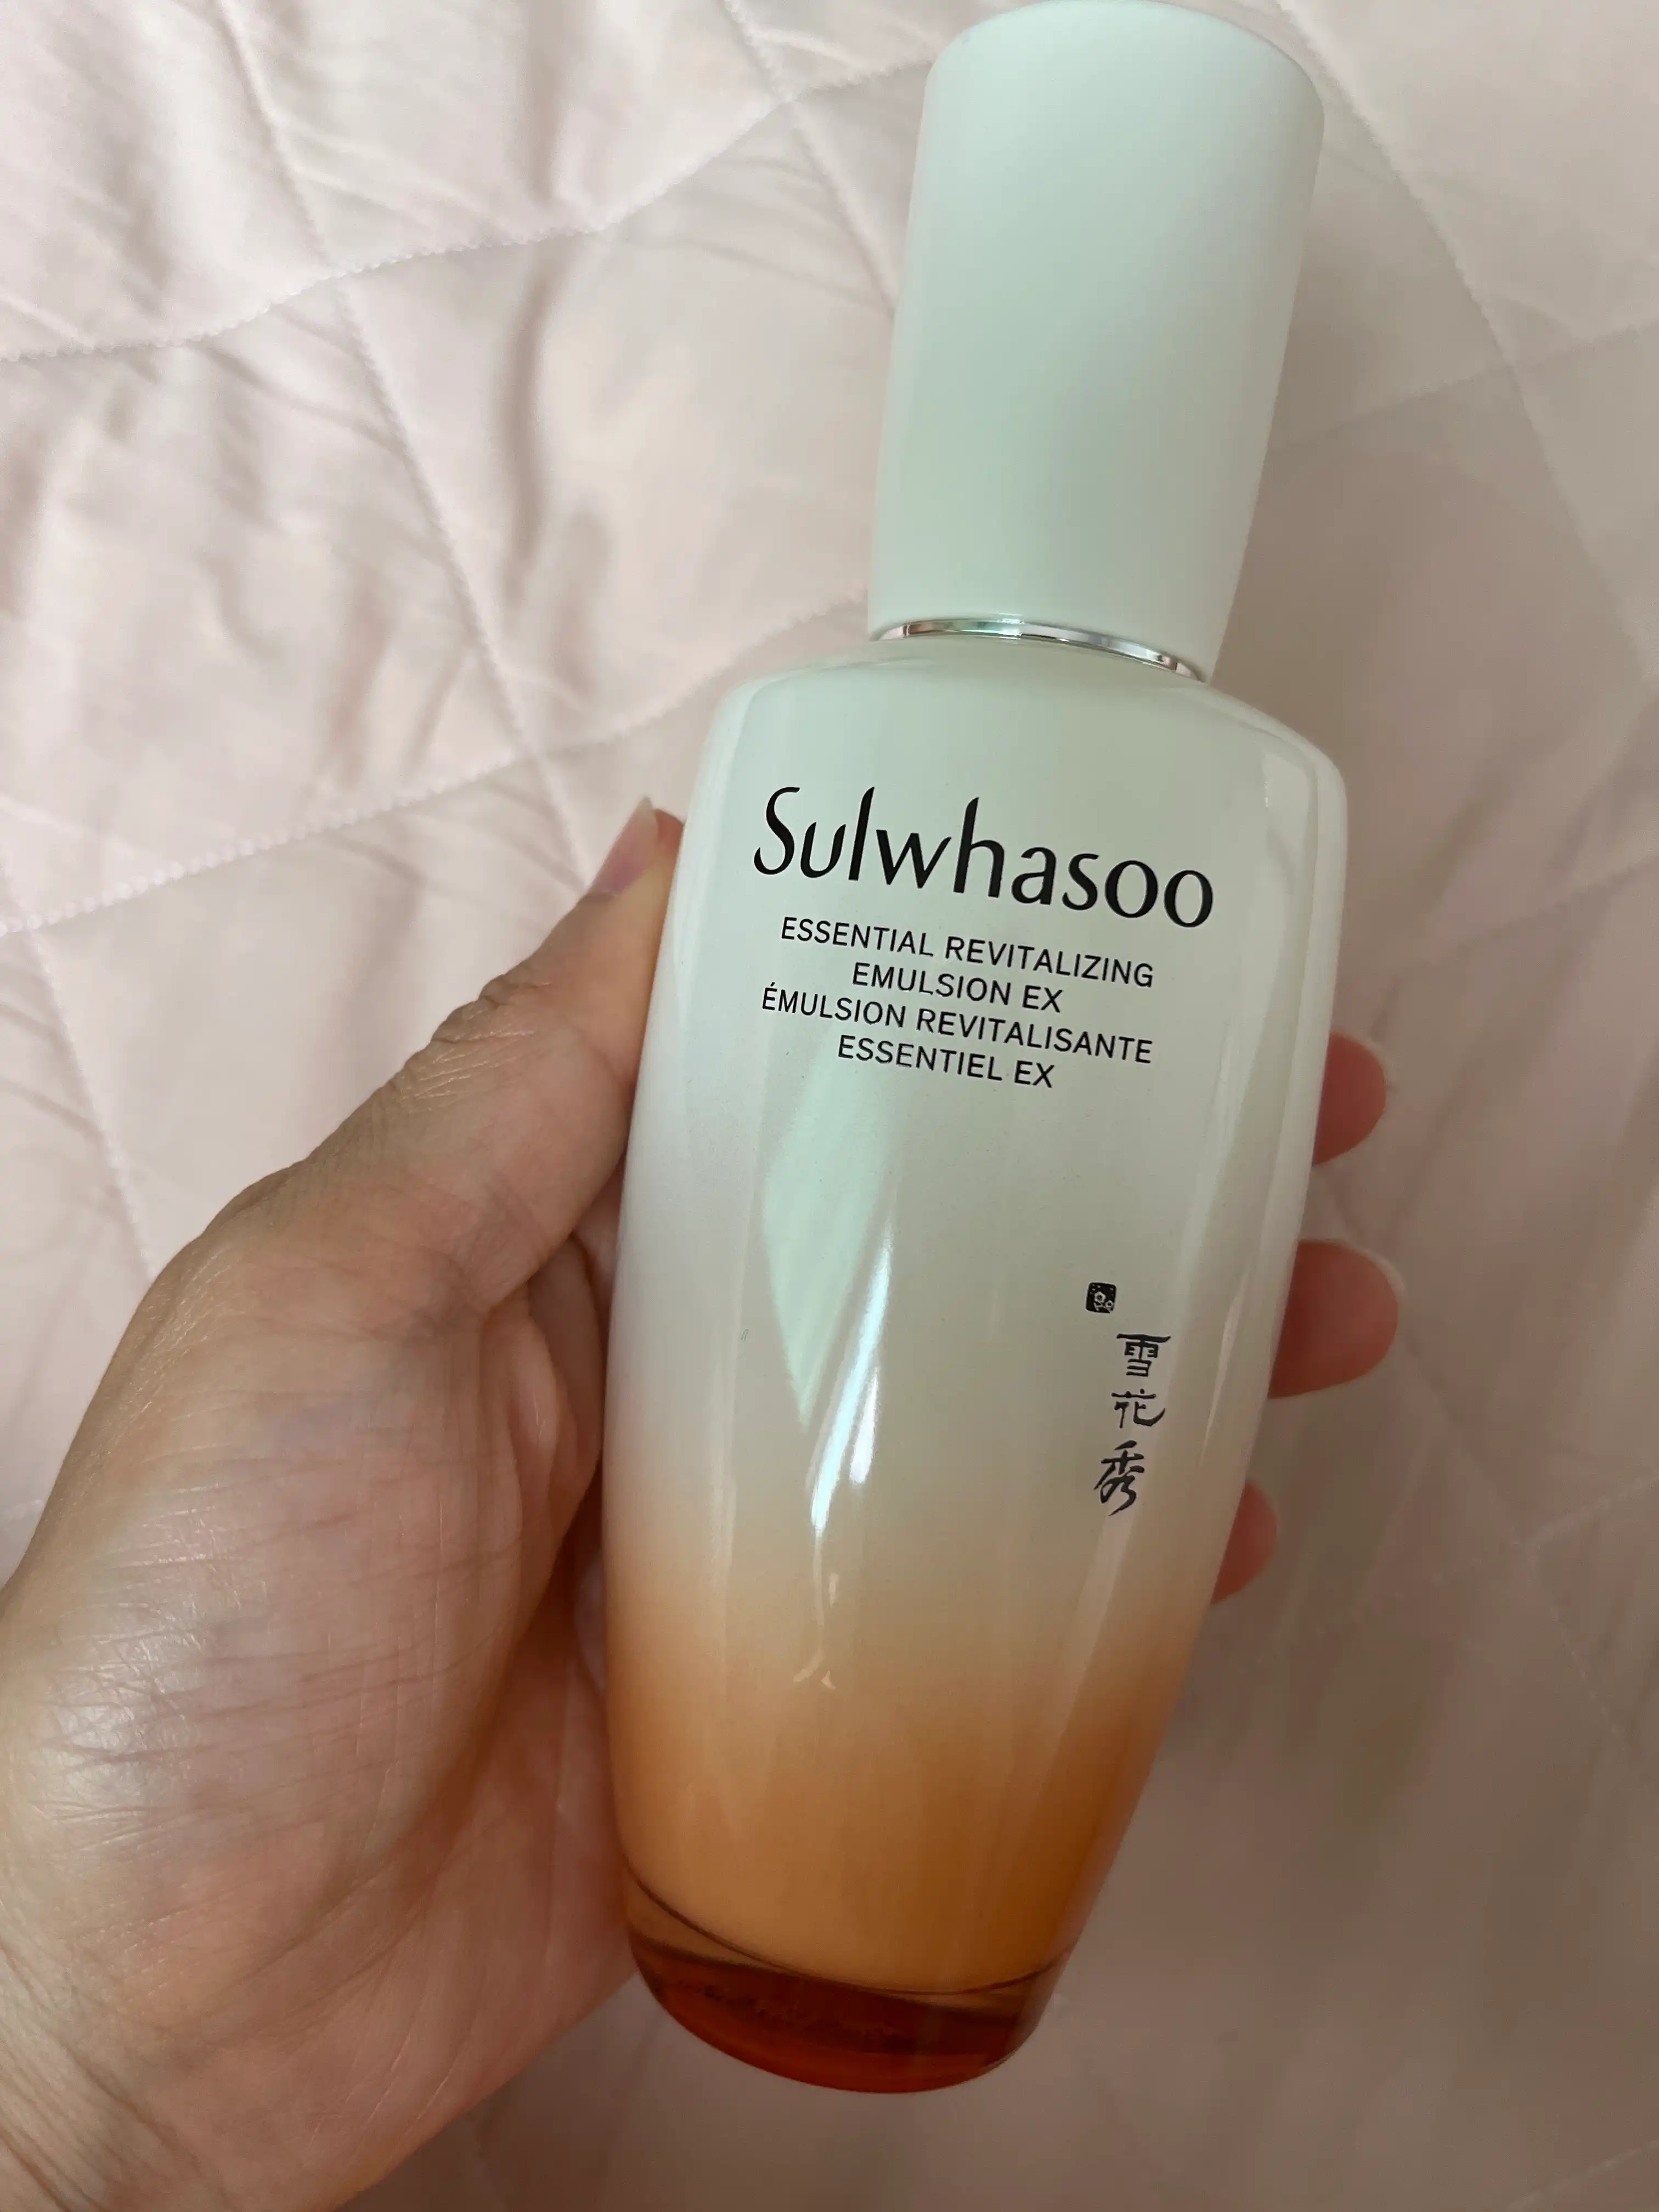 Sulwhasoo
ESSENTIAL REVITALIZING
EMULSION EX
ÉMULSION REVITALISANTE
ESSENTIEL EX
雪花秀